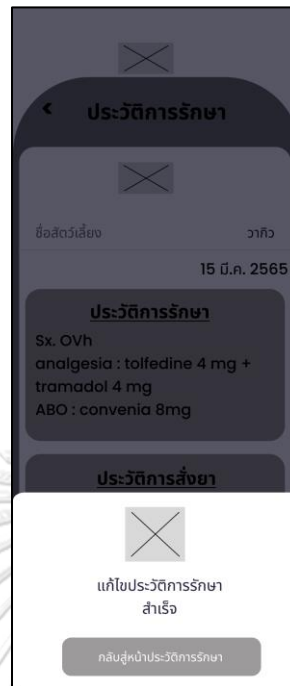 ประวัติการรักษา
ชื่อสัตว์เลี้ยง วากิว
15 มี.ค. 2565
ประวัติการรักษา
Sx. OVh
analgesia : tolfedine 4 mg +
tramadol 4 mg
ABO : convenia 8mg
ประวัติการสั่งยา
แก้ไขประวัติการรักษา
สำเร็จ
กลับสู่หน้าประวัติการรักษา